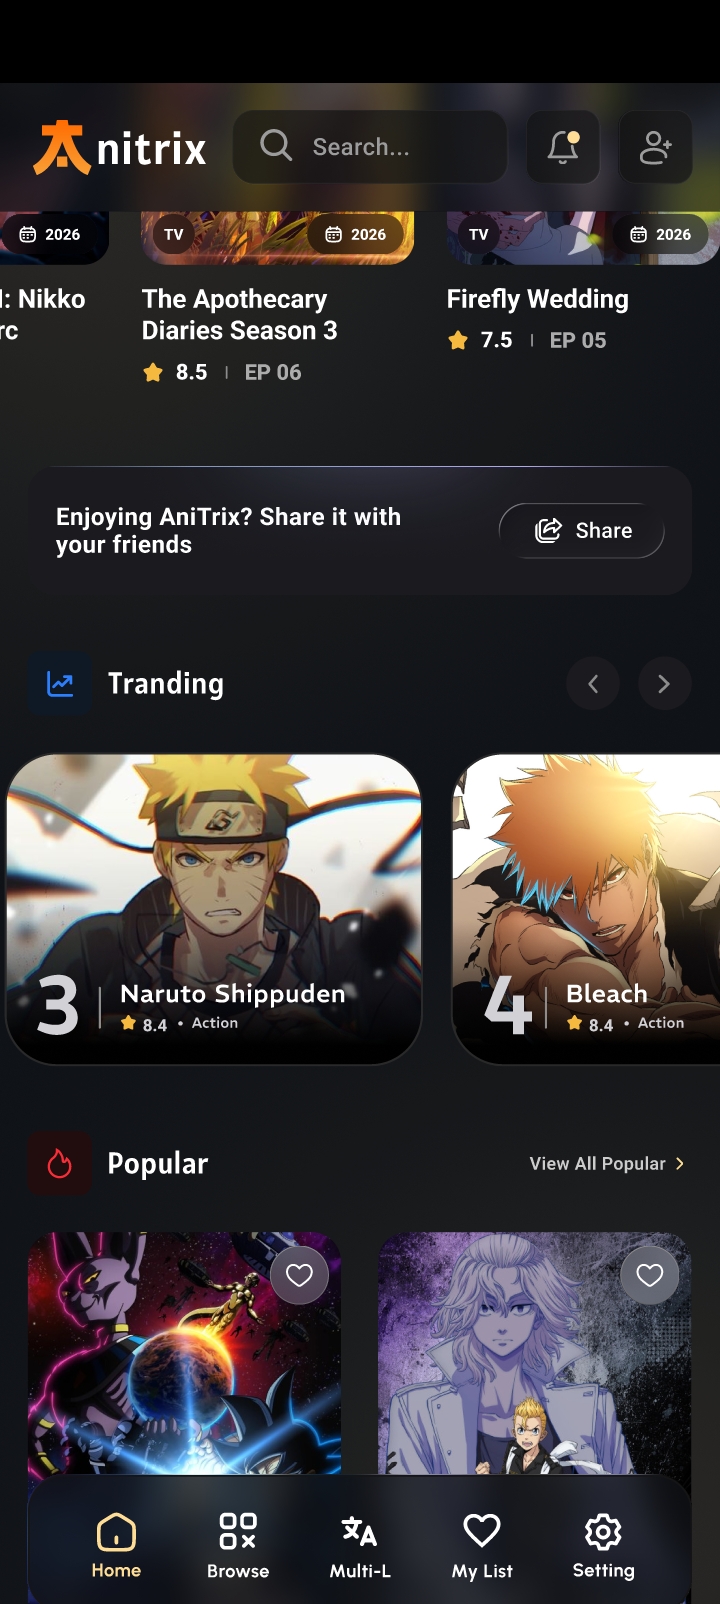 nitrix
Search...
2026
TV
2026
TV
2026
: Nikko
rc
The Apothecary
Diaries Season 3
8.5 | EP 06
Firefly Wedding
7.5 | EP 05
Enjoying AniTrix? Share it with
your friends
Share
Tranding
3
Naruto Shippuden
8.4 • Action
4
Bleach
8.4 • Action
Popular
View All Popular
Home
Browse
Multi-L
My List
Setting